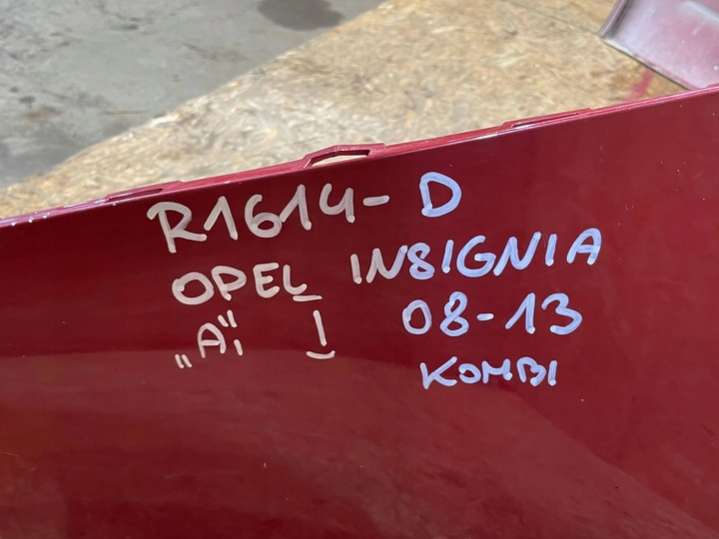 R1614-D
OPEL INSIGNIA
„A" I 08-13
KOMBI